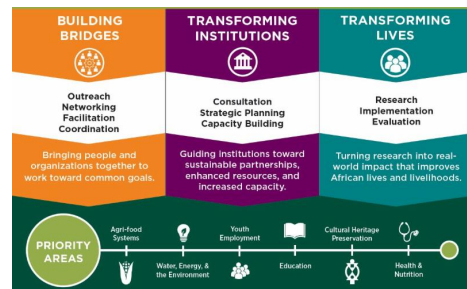 BUILDING
BRIDGES
Outreach
Networking
Facilitation
Coordination
Bringing people and
organizations together to
work toward common goals.
TRANSFORMING
INSTITUTIONS
Consultation
Strategic Planning
Capacity Building
Guiding institutions toward
sustainable partnerships,
enhanced resources, and
increased capacity.
TRANSFORMING
LIVES
Research
Implementation
Evaluation
Turning research into real-
world impact that improves
African lives and livelihoods.
PRIORITY
AREAS
Agri-food
Systems
Water, Energy, &
the Environment
Youth
Employment
Education
Cultural Heritage
Preservation
Health &
Nutrition